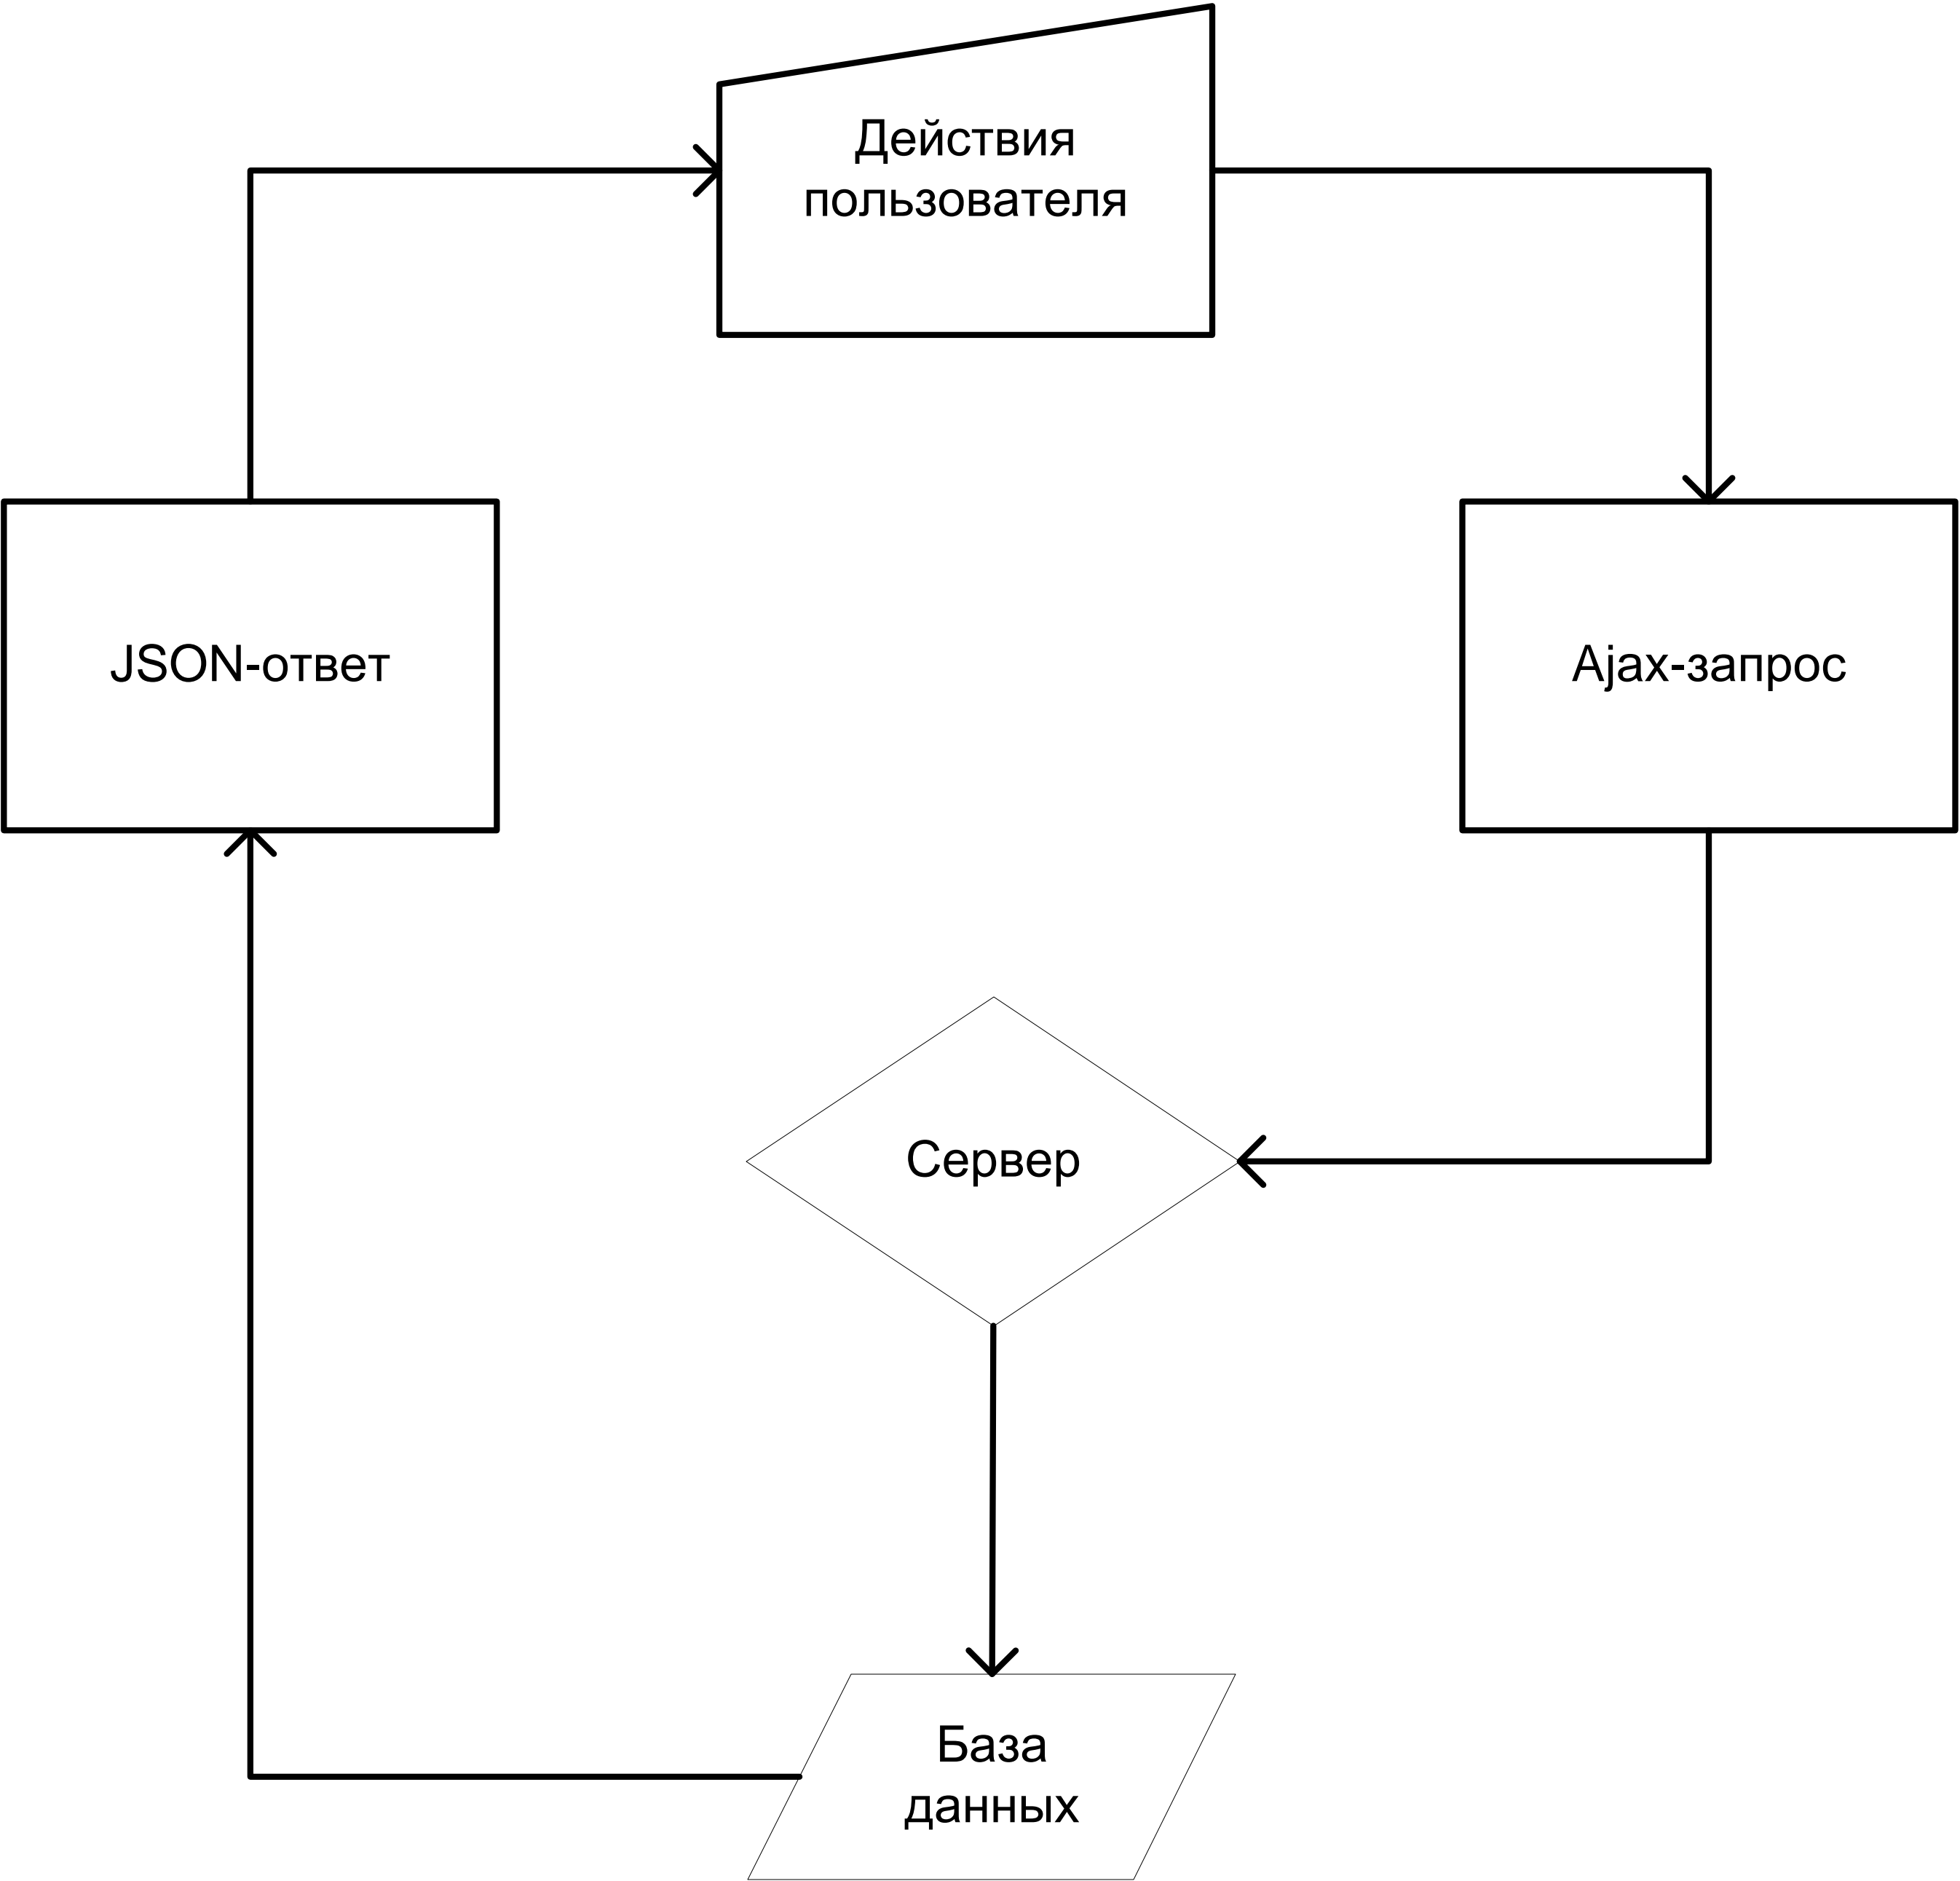 Действия
пользователя
JSON-ответ
Ajax-запрос
Сервер
База
данных